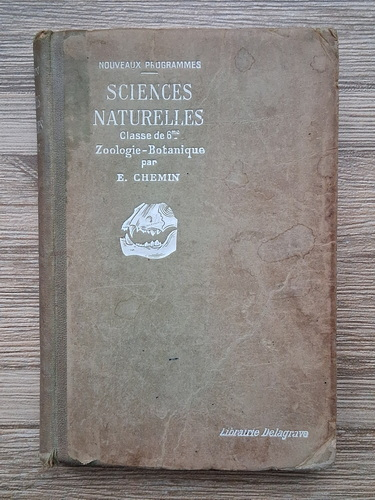 NOUVEAUX PROGRAMMES
SCIENCES
NATURELLES
Classe de 6me
Zoologie-Botanique
par
E. CHEMIN
Librairie Delagrave